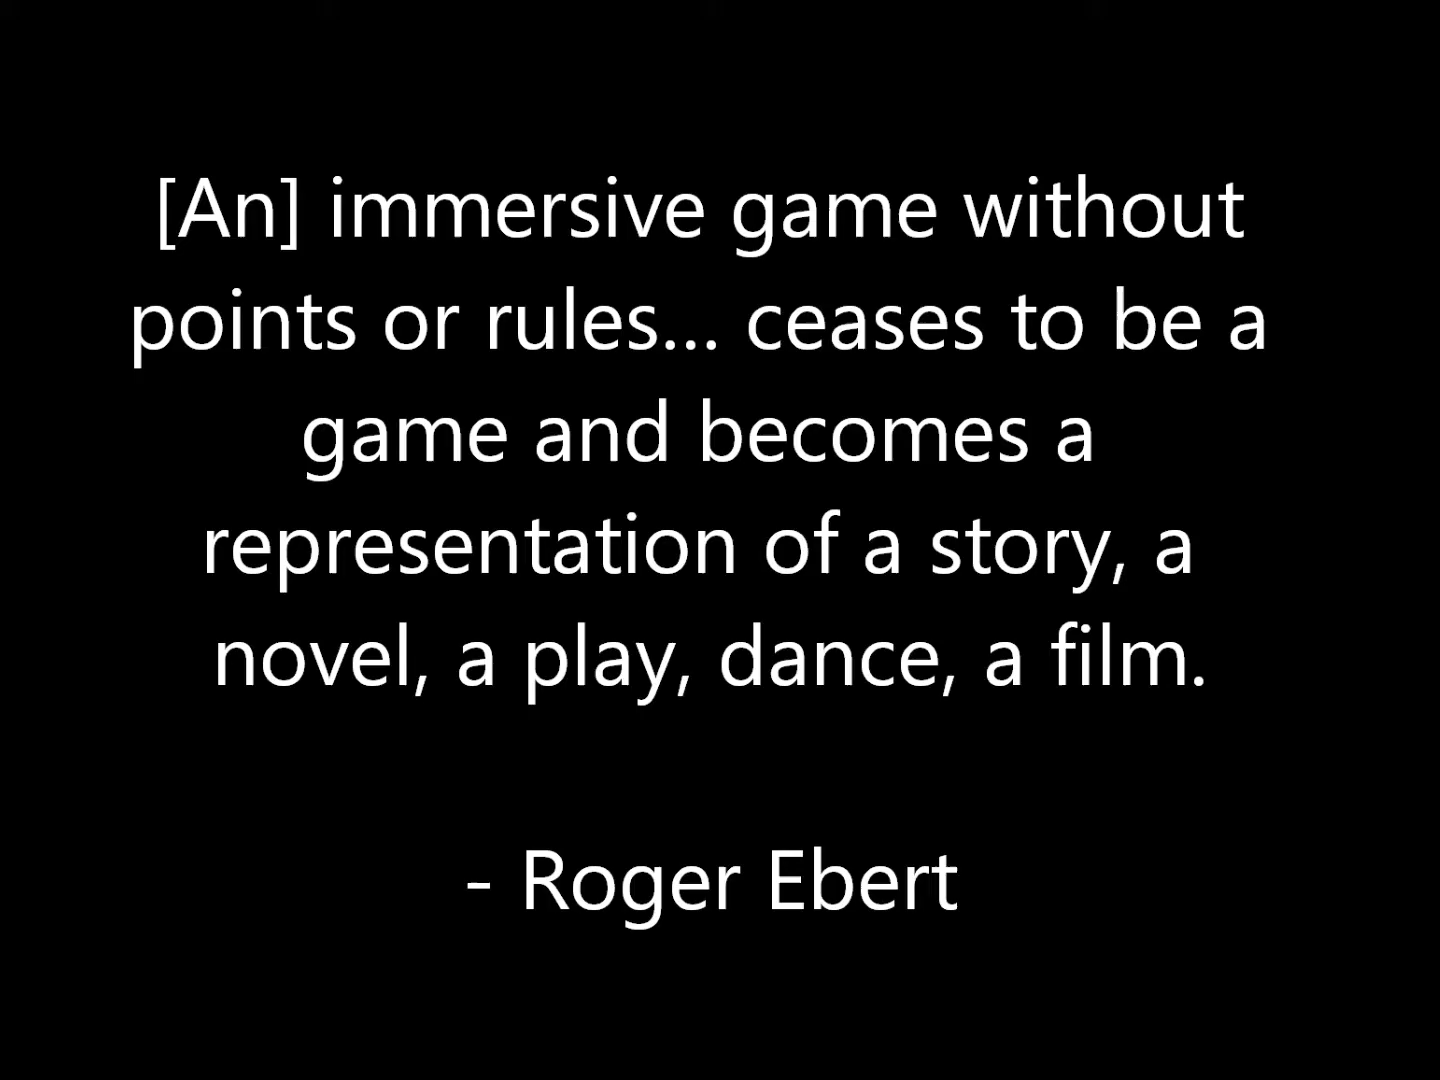 [An] immersive game without
points or rules... ceases to be a
game and becomes a
representation of a story, a
novel, a play, dance, a film.
- Roger Ebert